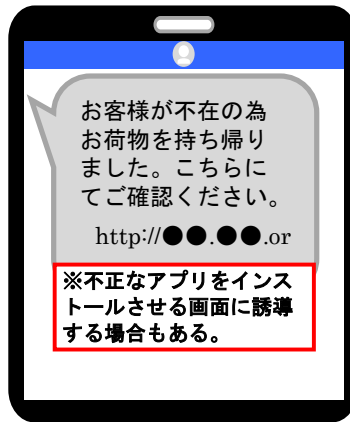 お客様が不在の為
お荷物を持ち帰り
ました。こちらに
てご確認ください。
http://●●.●●.or
※不正なアプリをインス
トールさせる画面に誘導
する場合もある。